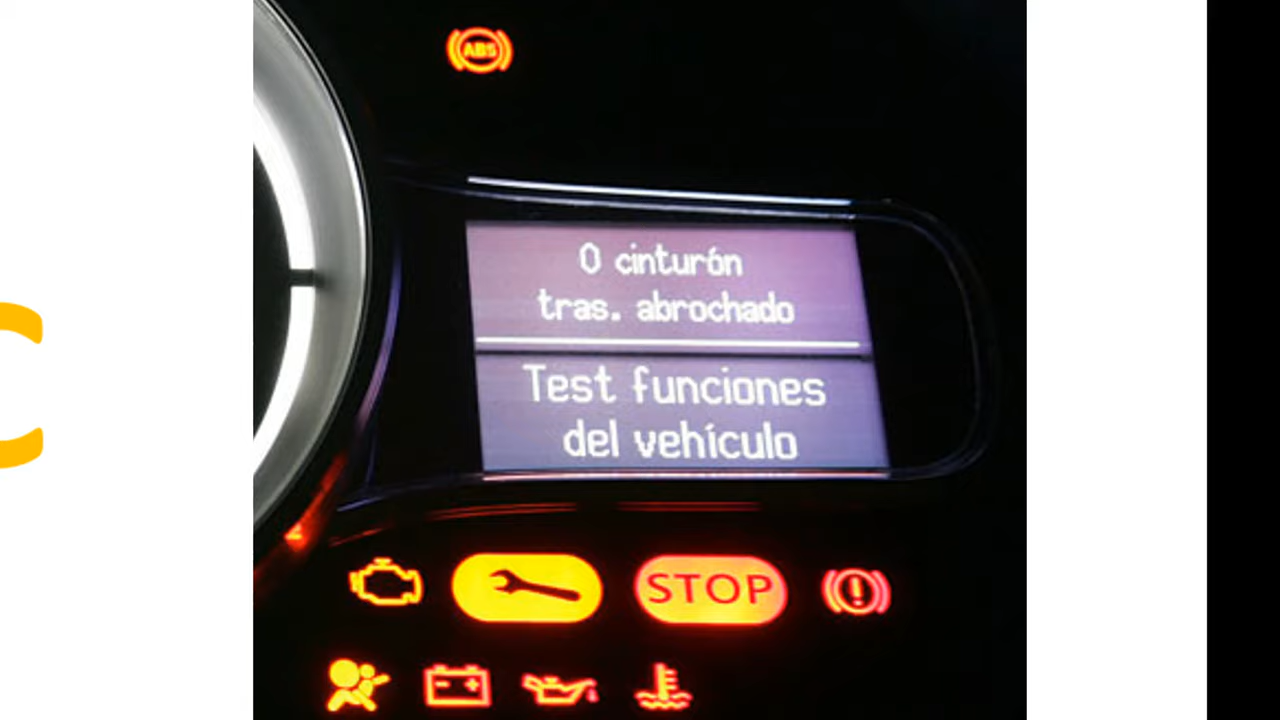 ABS
0 cinturón
tras. abrochado
Test funciones
del vehículo
STOP